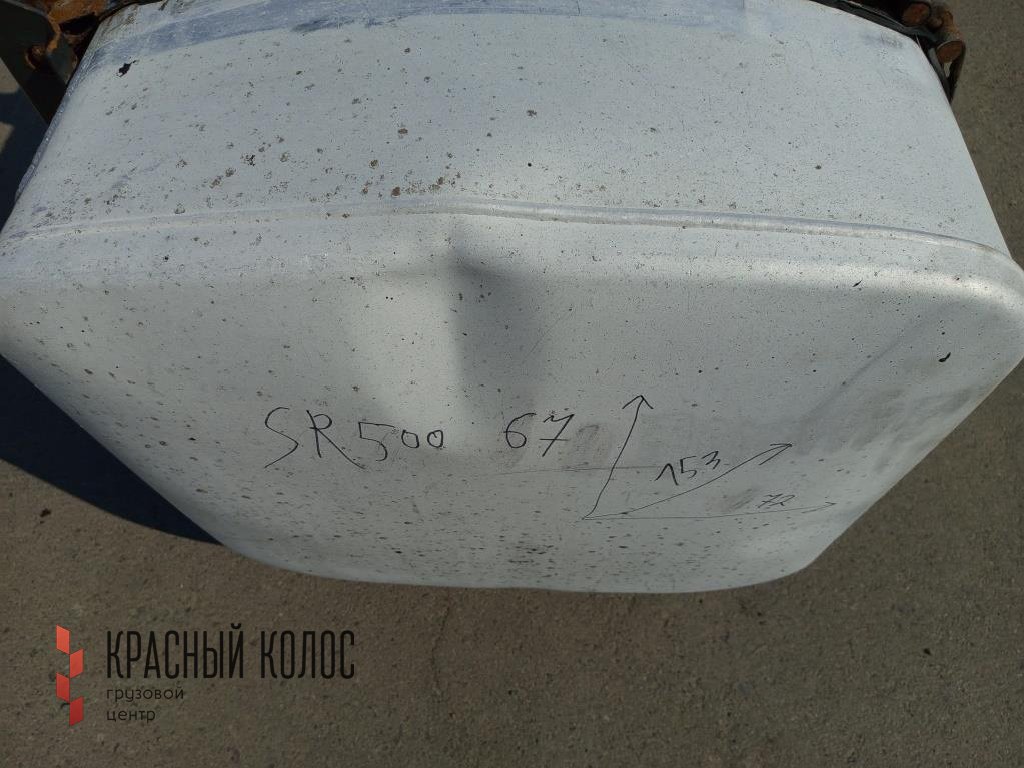 SR500 67
153
72
КРАСНЫЙ КОЛОС
грузовой
центр